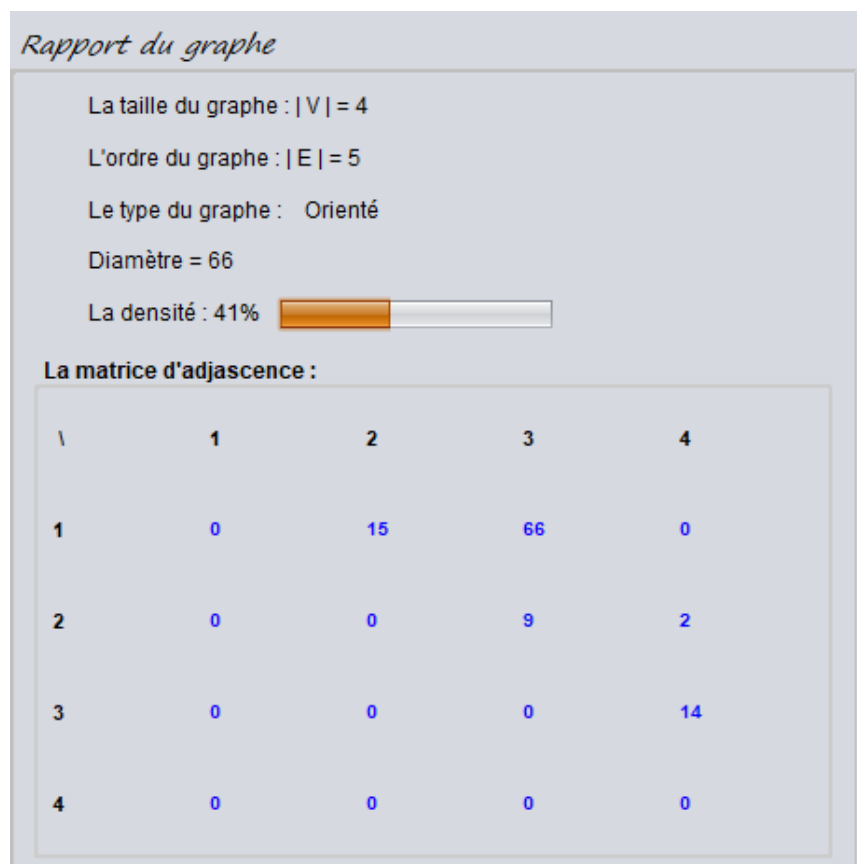 Rapport du graphe
La taille du graphe : | V | = 4
L'ordre du graphe : | E | = 5
Le type du graphe : Orienté
Diamètre = 66
La densité : 41%
La matrice d'adjascence :
\ 1 2 3 4
1 0 15 66 0
2 0 0 9 2
3 0 0 0 14
4 0 0 0 0